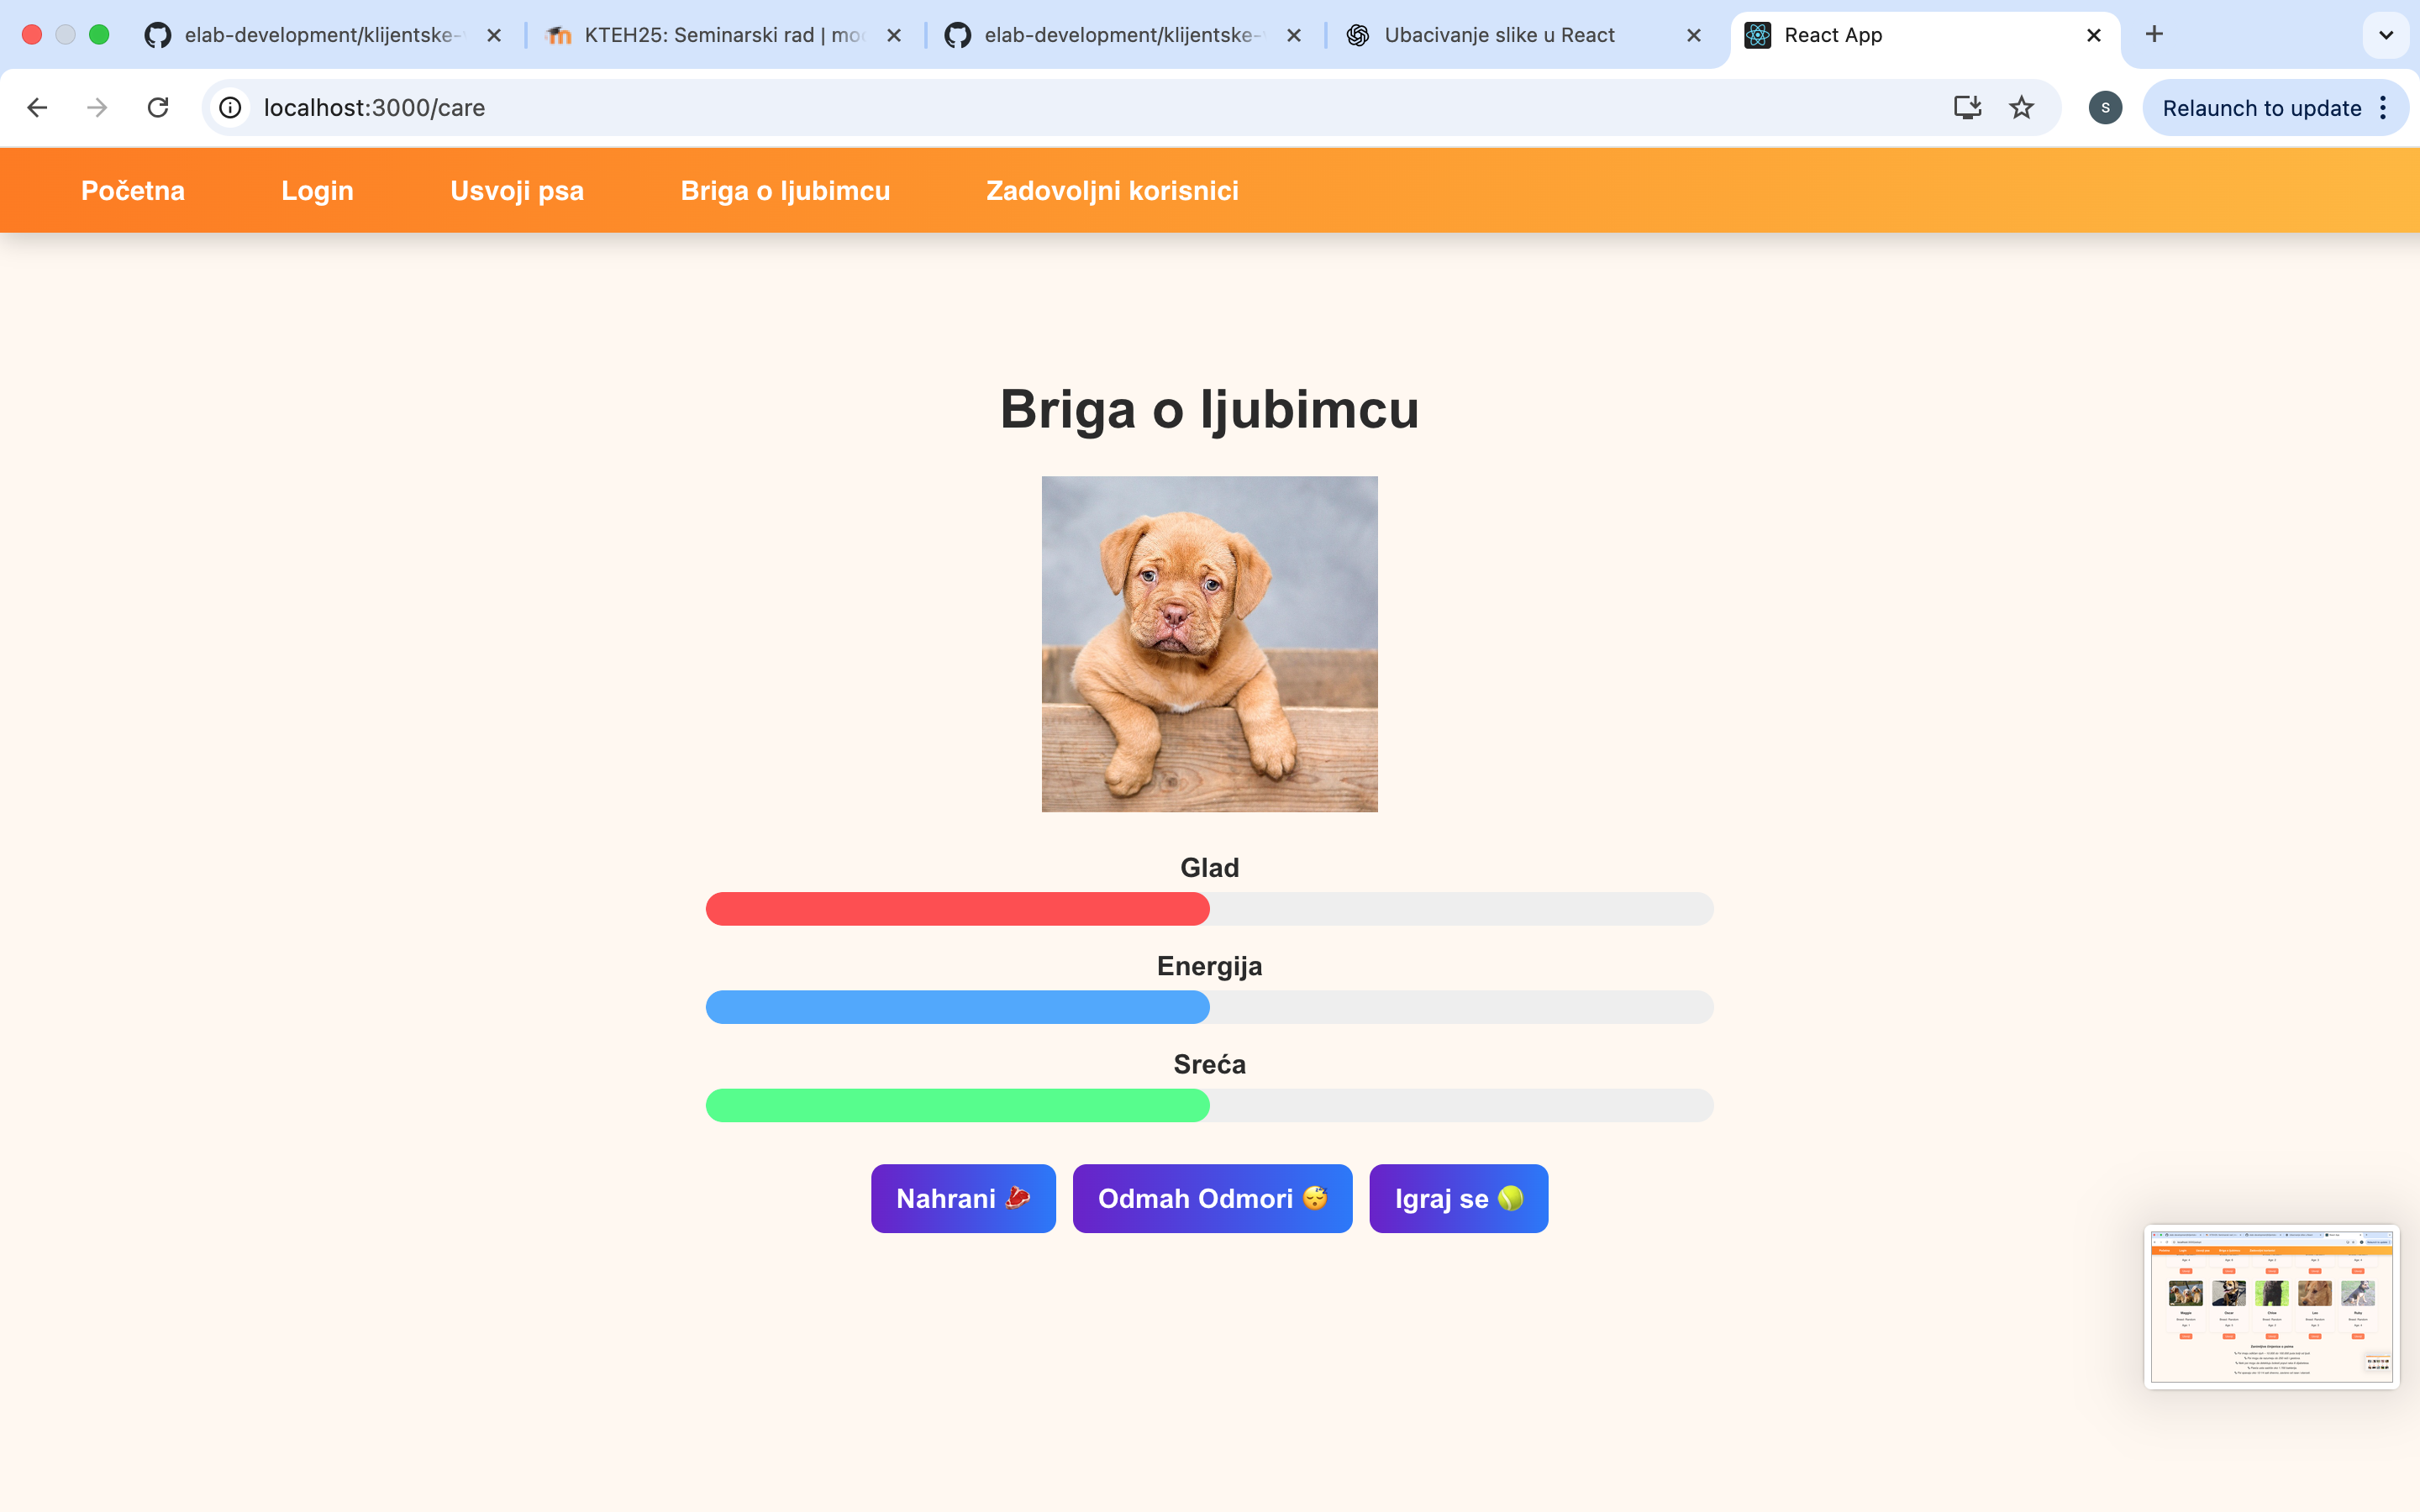 elab-development/klijentske-
KTEH25: Seminarski rad | mo
elab-development/klijentske-
Ubacivanje slike u React
React App
localhost:3000/care
S
Relaunch to update
Početna
Login
Usvoji psa
Briga o ljubimcu
Zadovoljni korisnici
Briga o ljubimcu
Glad
Energija
Sreća
Nahrani 🥩
Odmah Odmori 😴
Igraj se 🎾